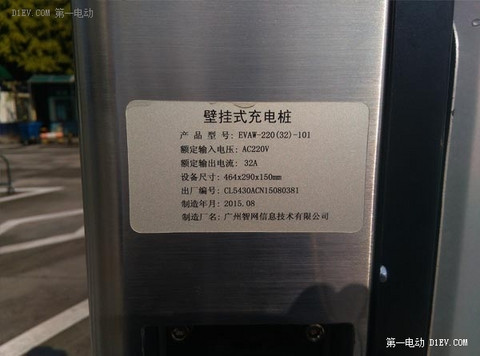 D1EV.COM 第一电动
壁挂式充电桩
产 品 型 号: EVAW-220(32)-101
额定输入电压: AC220V
额定输出电流: 32A
设备尺寸: 464x290x150mm
出厂编号: CL5430ACN15080381
制造年月: 2015.08
制造厂名: 广州智网信息技术有限公司
第一电动 D1EV.COM